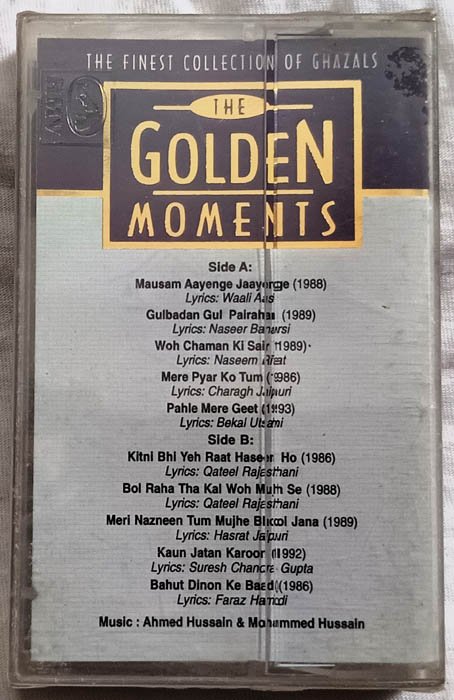 THE FINEST COLLECTION OF GHAZALS
HMV
THE
GOLDEN
MOMENTS
Side A:
Mausam Aayenge Jaayenge (1988)
Lyrics: Waali Aasi
Gulbadan Gul Pairahan (1989)
Lyrics: Naseer Banarsi
Woh Chaman Ki Sair (1989)
Lyrics: Naseem Rifat
Mere Pyar Ko Tum (1986)
Lyrics: Charagh Jaipuri
Pahle Mere Geet (1993)
Lyrics: Bekal Utsahi
Side B:
Kitni Bhi Yeh Raat Haseen Ho (1986)
Lyrics: Qateel Rajasthani
Bol Raha Tha Kal Woh Mujh Se (1988)
Lyrics: Qateel Rajasthani
Meri Nazneen Tum Mujhe Bhool Jana (1989)
Lyrics: Hasrat Jaipuri
Kaun Jatan Karoon (1992)
Lyrics: Suresh Chandra Gupta
Bahut Dinon Ke Baad (1986)
Lyrics: Faraz Hamidi
Music : Ahmed Hussain & Mohammed Hussain